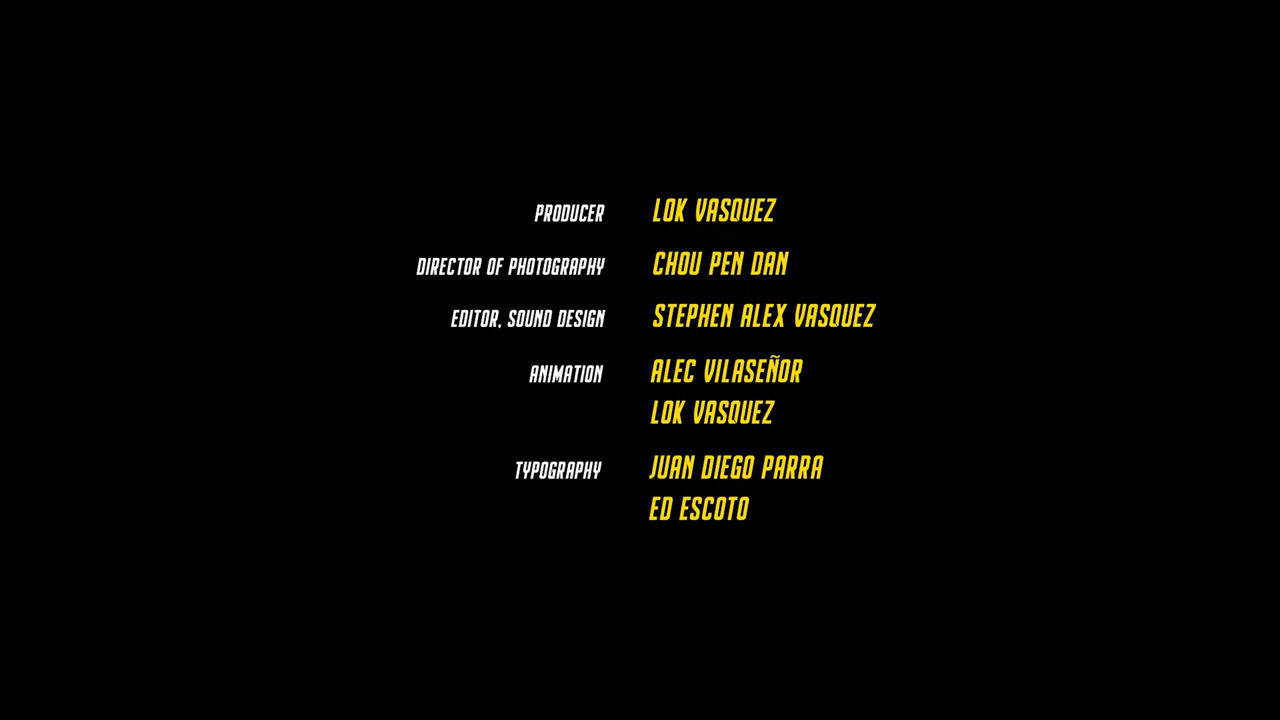 PRODUCER LOK VASQUEZ
DIRECTOR OF PHOTOGRAPHY CHOU PEN DAN
EDITOR, SOUND DESIGN STEPHEN ALEX VASQUEZ
ANIMATION ALEC VILASEÑOR
LOK VASQUEZ
TYPOGRAPHY JUAN DIEGO PARRA
ED ESCOTO